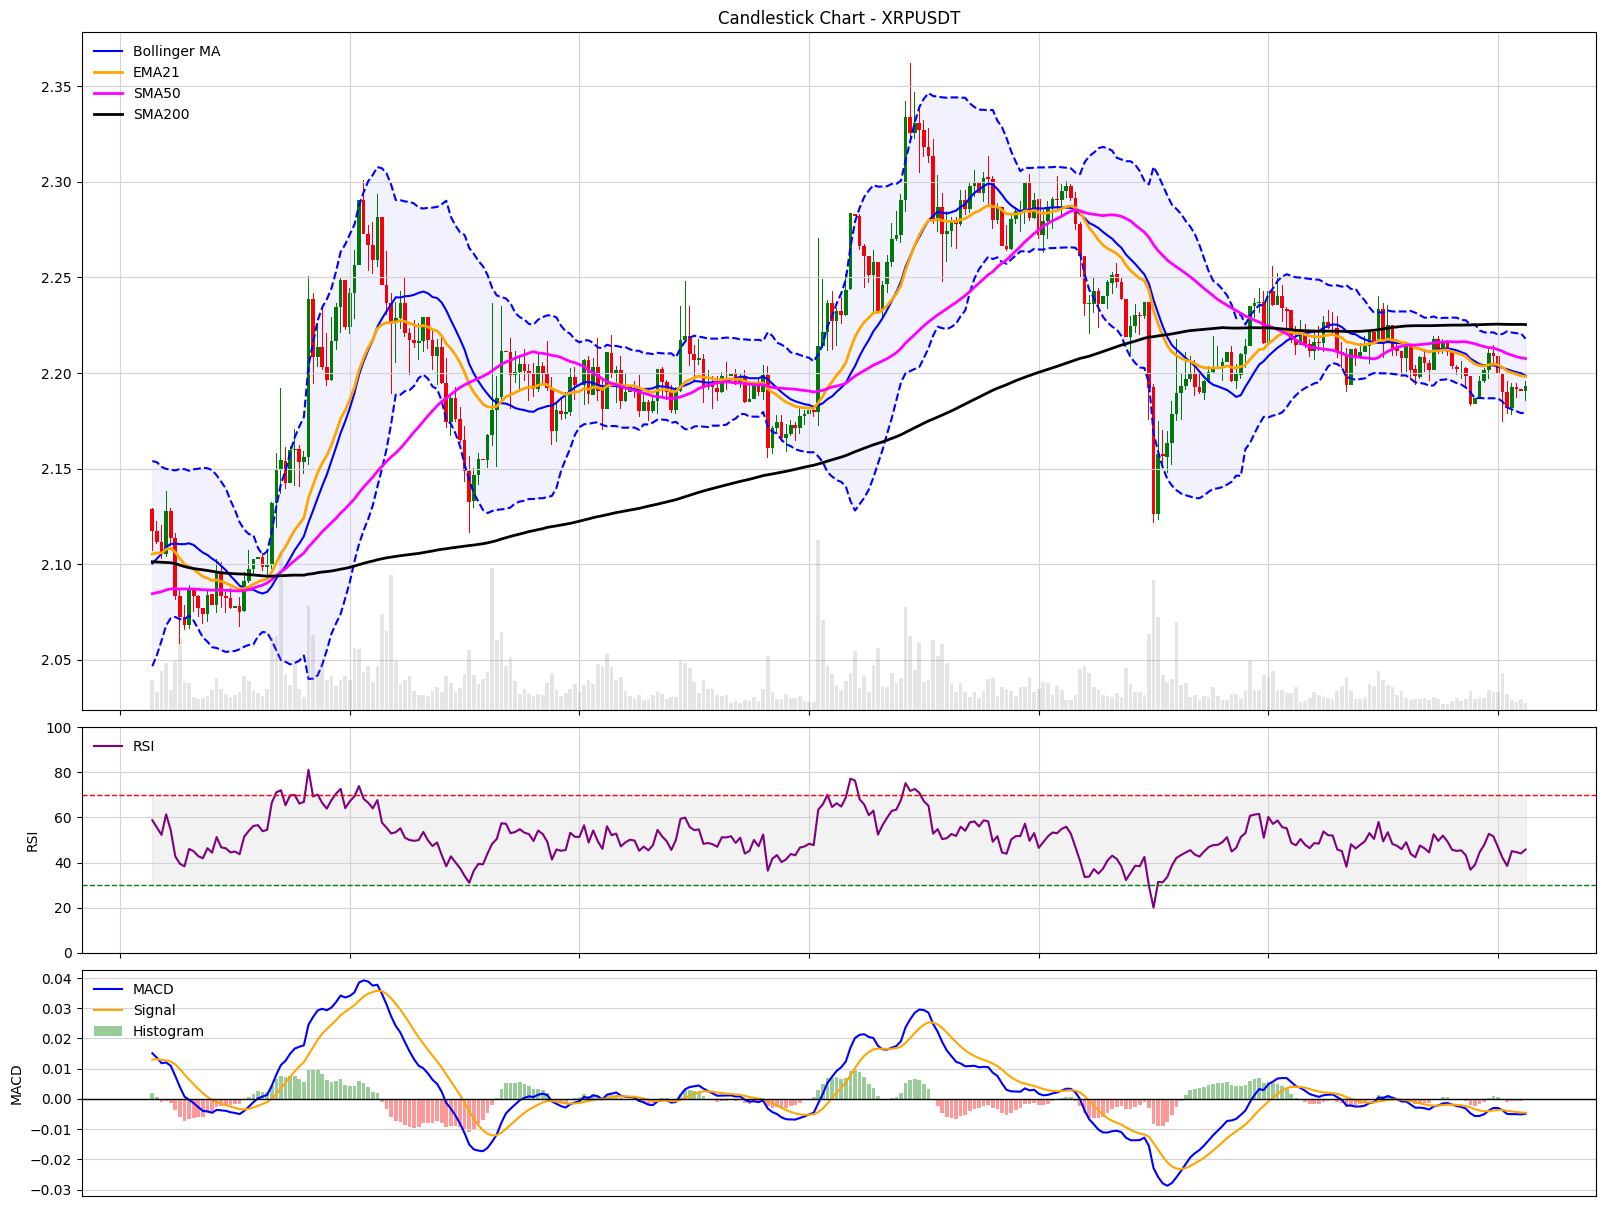 Candlestick Chart - XRPUSDT
Bollinger MA
EMA21
SMA50
SMA200
2.35
2.30
2.25
2.20
2.15
2.10
2.05
RSI
100
80
60
40
20
0
RSI
MACD
Signal
Histogram
0.04
0.03
0.02
0.01
0.00
−0.01
−0.02
−0.03
MACD